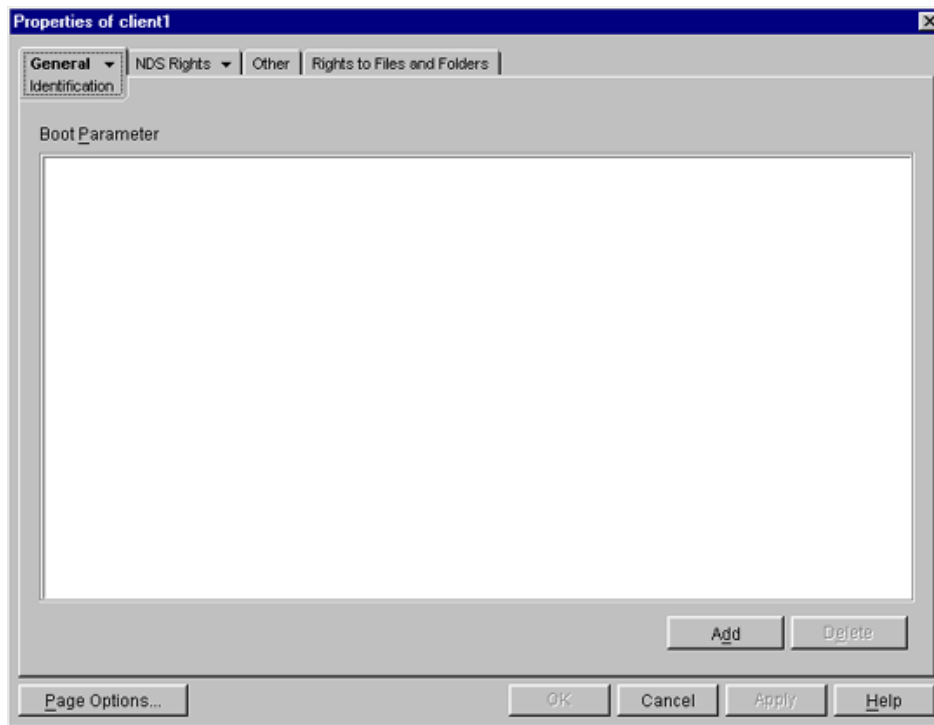 Properties of client1
General NDS Rights Other Rights to Files and Folders
Identification
Boot Parameter
Add Delete
Page Options... OK Cancel Apply Help